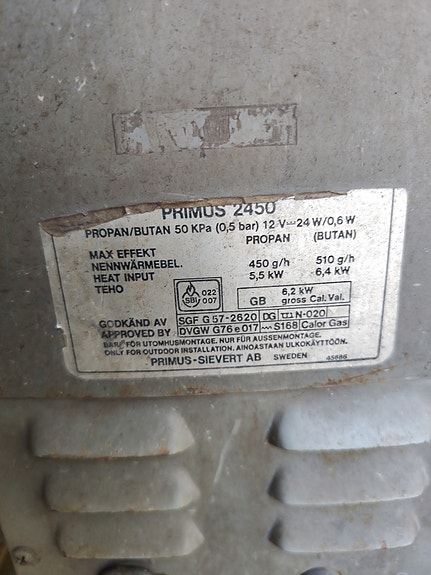 PRIMUS 2450
PROPAN/BUTAN 50 KPa (0,5 bar) 12 V⎓24 W/0,6 W
PROPAN (BUTAN)
MAX EFFEKT
NENNWÄRMEBEL. 450 g/h 510 g/h
HEAT INPUT 5,5 kW 6,4 kW
TEHO
SBI 022
007
GB 6,2 kW
gross Cal. Val.
GODKÄND AV SGF G 57-2620 DG N-020
APPROVED BY DVGW G76 e 017 S168 Calor Gas
FÖR UTOMHUSMONTAGE. NUR FÜR AUSSENMONTAGE.
ONLY FOR OUTDOOR INSTALLATION. AINOASTAAN ULKOKÄYTTÖÖN.
PRIMUS-SIEVERT AB SWEDEN 45686